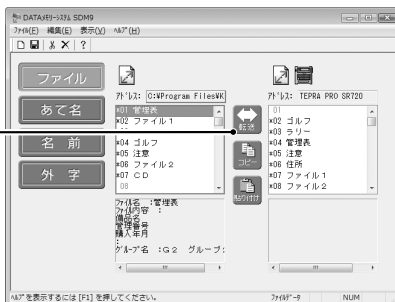 DATAメモリーシステム SDM9
ファイル(F) 編集(E) 表示(V) ヘルプ(H)
ファイル
あて名
名前
外字
アドレス: C:¥Program Files¥K
*01 管理表
*02 ファイル1
*04 ゴルフ
*05 注意
*06 ファイル2
*07 CD
08
ファイル名 :管理表
ファイル内容 :
備品名
管理番号
購入年月
:
グループ名 :G2 グループ:
転送
コピー
貼り付け
アドレス: TEPRA PRO SR720
01
*02 ゴルフ
*03 ラリー
*04 管理表
*05 注意
*06 住所
*07 ファイル1
*08 ファイル2
ヘルプを表示するには [F1] を押してください。
ファイルデータ
NUM